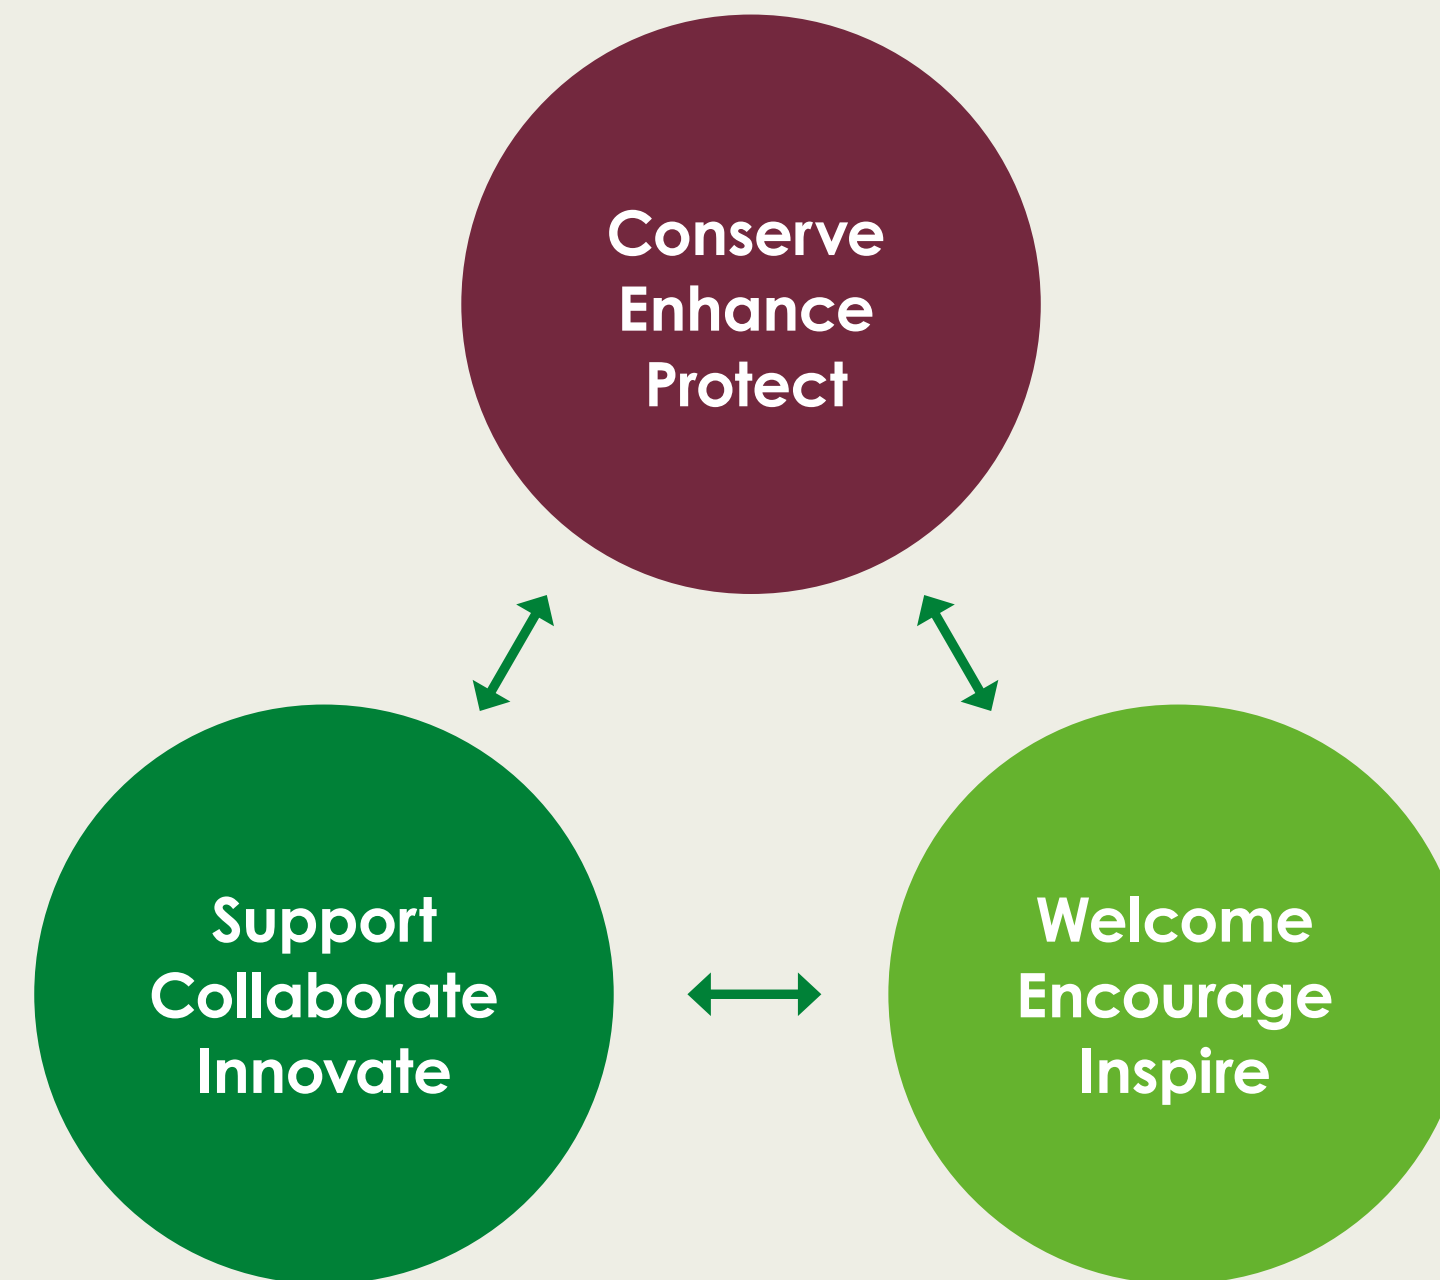 Conserve
Enhance
Protect
Support
Collaborate
Innovate
Welcome
Encourage
Inspire